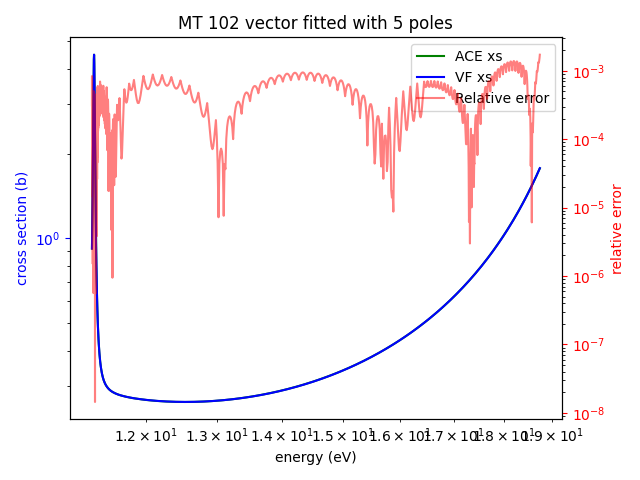 MT 102 vector fitted with 5 poles
ACE xs
VF xs
Relative error
cross section (b)
10⁰
10⁻³
10⁻⁴
10⁻⁵
10⁻⁶
10⁻⁷
10⁻⁸
relative error
1.2 × 10¹ 1.3 × 10¹ 1.4 × 10¹ 1.5 × 10¹ 1.6 × 10¹ 1.7 × 10¹ 1.8 × 10¹ 1.9 × 10¹
energy (eV)